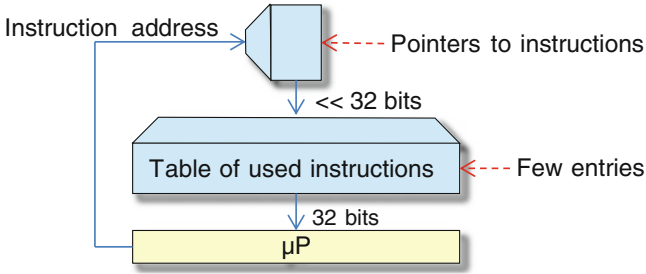 Instruction address
Pointers to instructions
<< 32 bits
Table of used instructions
Few entries
32 bits
µP